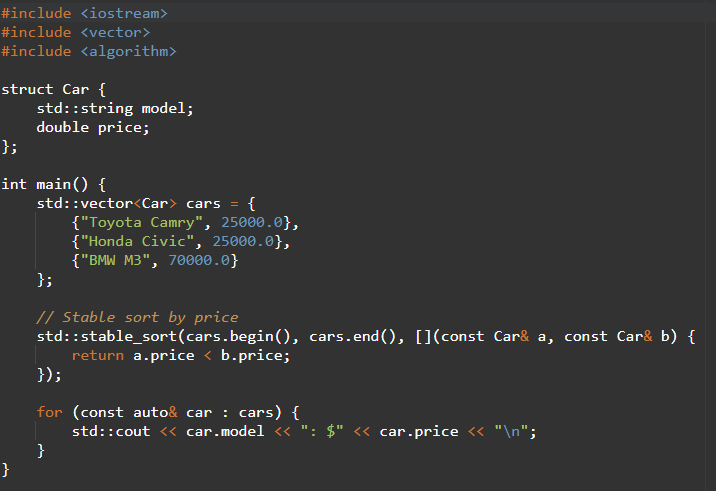 #include <iostream>
#include <vector>
#include <algorithm>

struct Car {
    std::string model;
    double price;
};

int main() {
    std::vector<Car> cars = {
        {"Toyota Camry", 25000.0},
        {"Honda Civic", 25000.0},
        {"BMW M3", 70000.0}
    };

    // Stable sort by price
    std::stable_sort(cars.begin(), cars.end(), [](const Car& a, const Car& b) {
        return a.price < b.price;
    });

    for (const auto& car : cars) {
        std::cout << car.model << ": $" << car.price << "\n";
    }
}